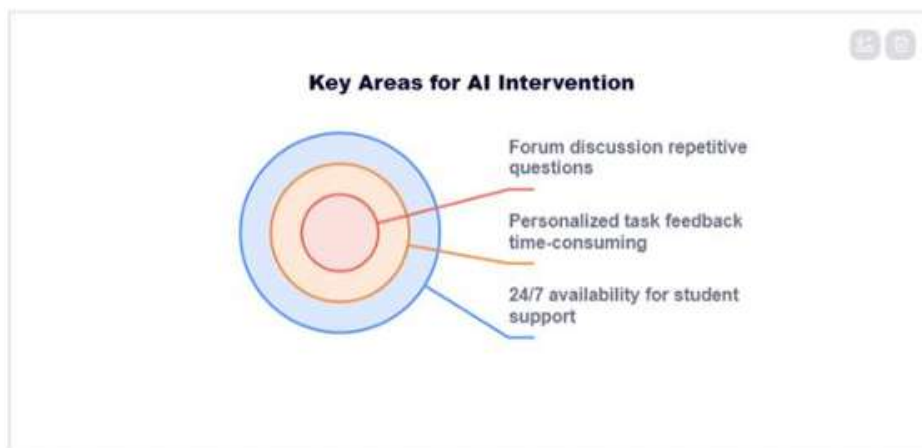 Key Areas for AI Intervention
Forum discussion repetitive
questions
Personalized task feedback
time-consuming
24/7 availability for student
support